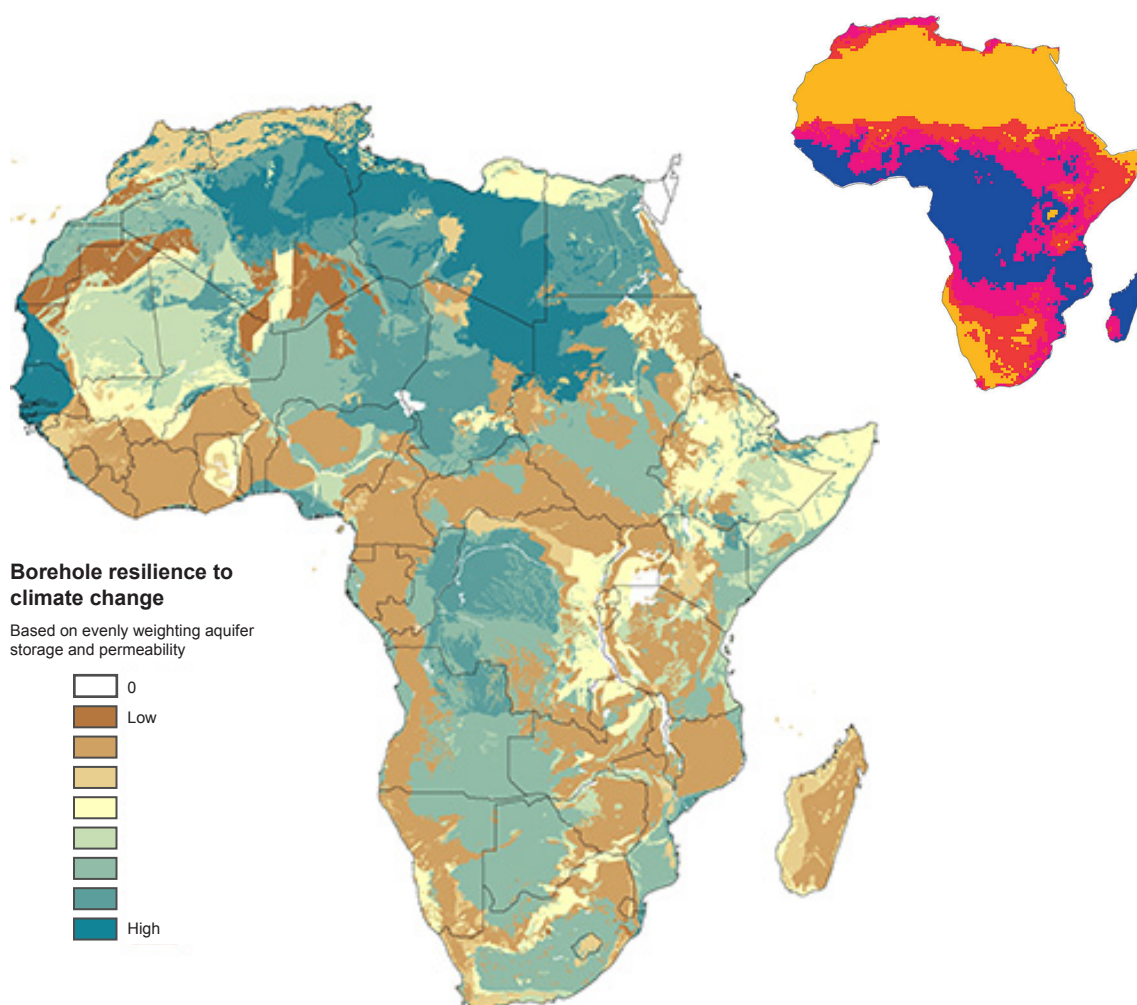 Borehole resilience to
climate change
Based on evenly weighting aquifer
storage and permeability
0
Low
High